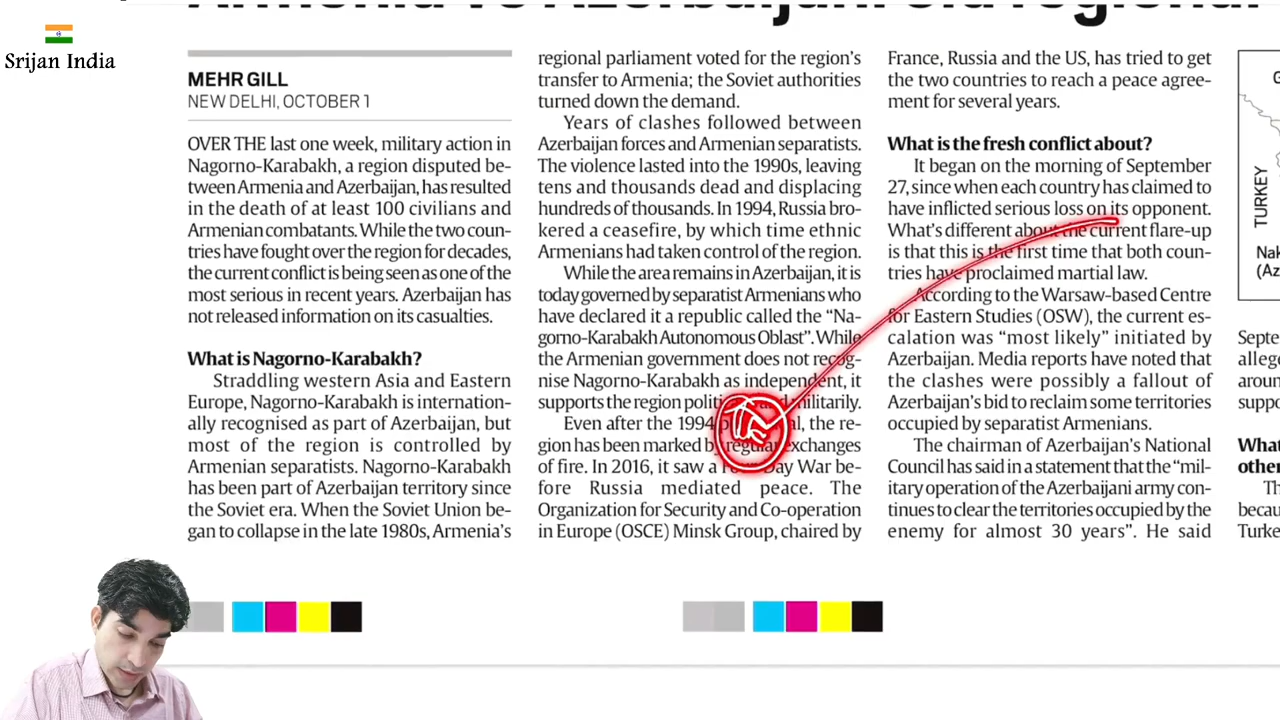 Srijan India
MEHR GILL
NEW DELHI, OCTOBER 1
OVER THE last one week, military action in
Nagorno-Karabakh, a region disputed be-
tween Armenia and Azerbaijan, has resulted
in the death of at least 100 civilians and
Armenian combatants. While the two coun-
tries have fought over the region for decades,
the current conflict is being seen as one of the
most serious in recent years. Azerbaijan has
not released information on its casualties.
What is Nagorno-Karabakh?
Straddling western Asia and Eastern
Europe, Nagorno-Karabakh is internation-
ally recognised as part of Azerbaijan, but
most of the region is controlled by
Armenian separatists. Nagorno-Karabakh
has been part of Azerbaijan territory since
the Soviet era. When the Soviet Union be-
gan to collapse in the late 1980s, Armenia's
regional parliament voted for the region's
transfer to Armenia; the Soviet authorities
turned down the demand.
Years of clashes followed between
Azerbaijan forces and Armenian separatists.
The violence lasted into the 1990s, leaving
tens and thousands dead and displacing
hundreds of thousands. In 1994, Russia bro-
kered a ceasefire, by which time ethnic
Armenians had taken control of the region.
While the area remains in Azerbaijan, it is
today governed by separatist Armenians who
have declared it a republic called the “Na-
gorno-Karabakh Autonomous Oblast”. While
the Armenian government does not recog-
nise Nagorno-Karabakh as independent, it
supports the region militarily.
Even after the 1994 the re-
gion has been marked by regular exchanges
of fire. In 2016, it saw a Four Day War be-
fore Russia mediated peace. The
Organization for Security and Co-operation
in Europe (OSCE) Minsk Group, chaired by
France, Russia and the US, has tried to get
the two countries to reach a peace agree-
ment for several years.
What is the fresh conflict about?
It began on the morning of September
27, since when each country has claimed to
have inflicted serious loss on its opponent.
What's different about the current flare-up
is that this is the first time that both coun-
tries have proclaimed martial law.
According to the Warsaw-based Centre
for Eastern Studies (OSW), the current es-
calation was “most likely” initiated by
Azerbaijan. Media reports have noted that
the clashes were possibly a fallout of
Azerbaijan's bid to reclaim some territories
occupied by separatist Armenians.
The chairman of Azerbaijan's National
Council has said in a statement that the “mil-
itary operation of the Azerbaijani army con-
tinues to clear the territories occupied by the
enemy for almost 30 years”. He said
TURKEY